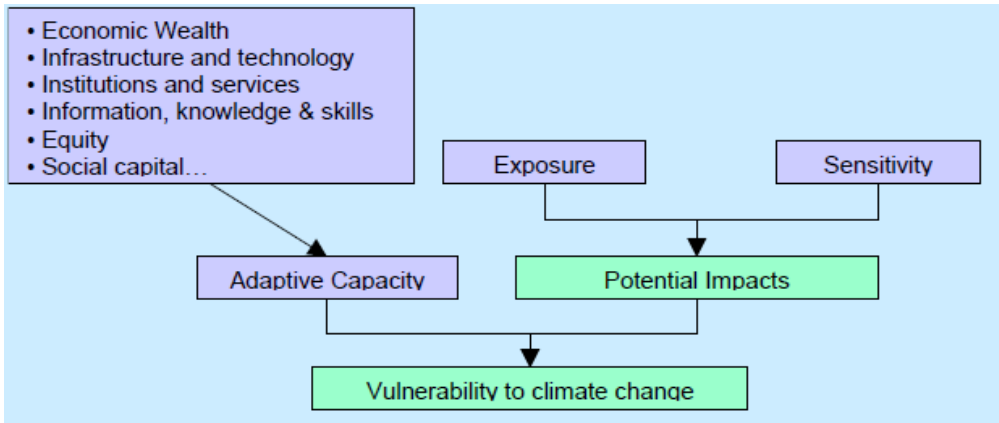 • Economic Wealth
• Infrastructure and technology
• Institutions and services
• Information, knowledge & skills
• Equity
• Social capital…
Exposure
Sensitivity
Adaptive Capacity
Potential Impacts
Vulnerability to climate change